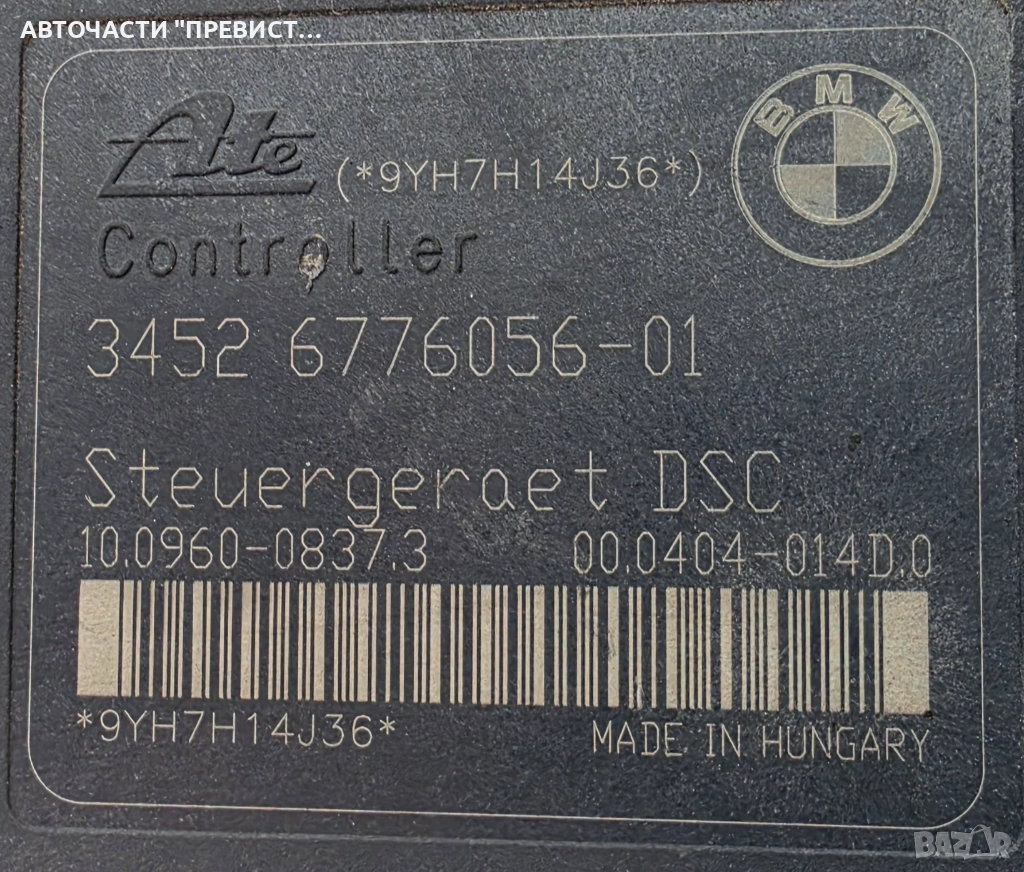 АВТОЧАСТИ "ПРЕВИСТ...
Ate (*9YH7H14J36*)
BMW
Controller
3452 6776056-01
Steuergeraet DSC
10.0960-0837.3 00.0404-014D.0
*9YH7H14J36* MADE IN HUNGARY
BAZAR